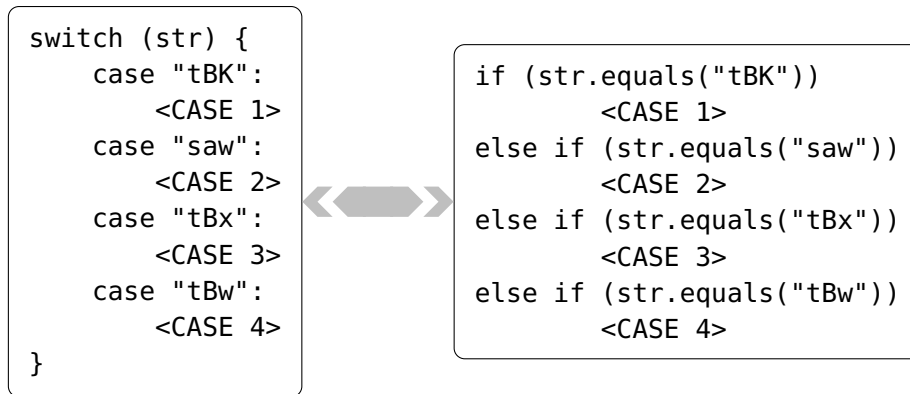 switch (str) {
    case "tBK":
        <CASE 1>
    case "saw":
        <CASE 2>
    case "tBx":
        <CASE 3>
    case "tBw":
        <CASE 4>
}
if (str.equals("tBK"))
        <CASE 1>
else if (str.equals("saw"))
        <CASE 2>
else if (str.equals("tBx"))
        <CASE 3>
else if (str.equals("tBw"))
        <CASE 4>